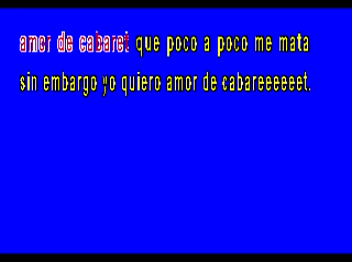 amor de cabaret que poco a poco me mata
sin embargo yo quiero amor de cabareeeeeet.